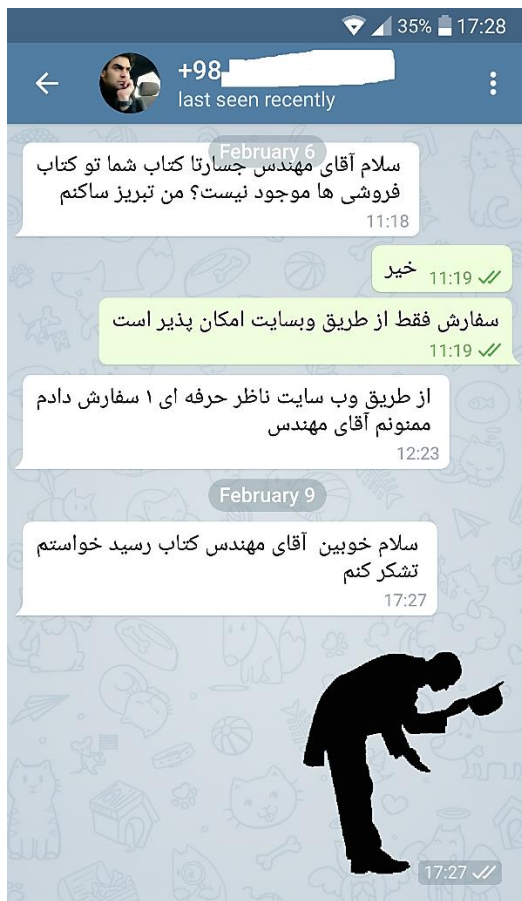 35% 17:28
+98
last seen recently
February 6
سلام آقای مهندس جسارتا کتاب شما تو کتاب
فروشی ها موجود نیست؟ من تبریز ساکنم
11:18
خیر
11:19
سفارش فقط از طریق وبسایت امکان پذیر است
11:19
از طریق وب سایت ناظر حرفه ای ۱ سفارش دادم
ممنونم آقای مهندس
12:23
February 9
سلام خوبین آقای مهندس کتاب رسید خواستم
تشکر کنم
17:27
17:27